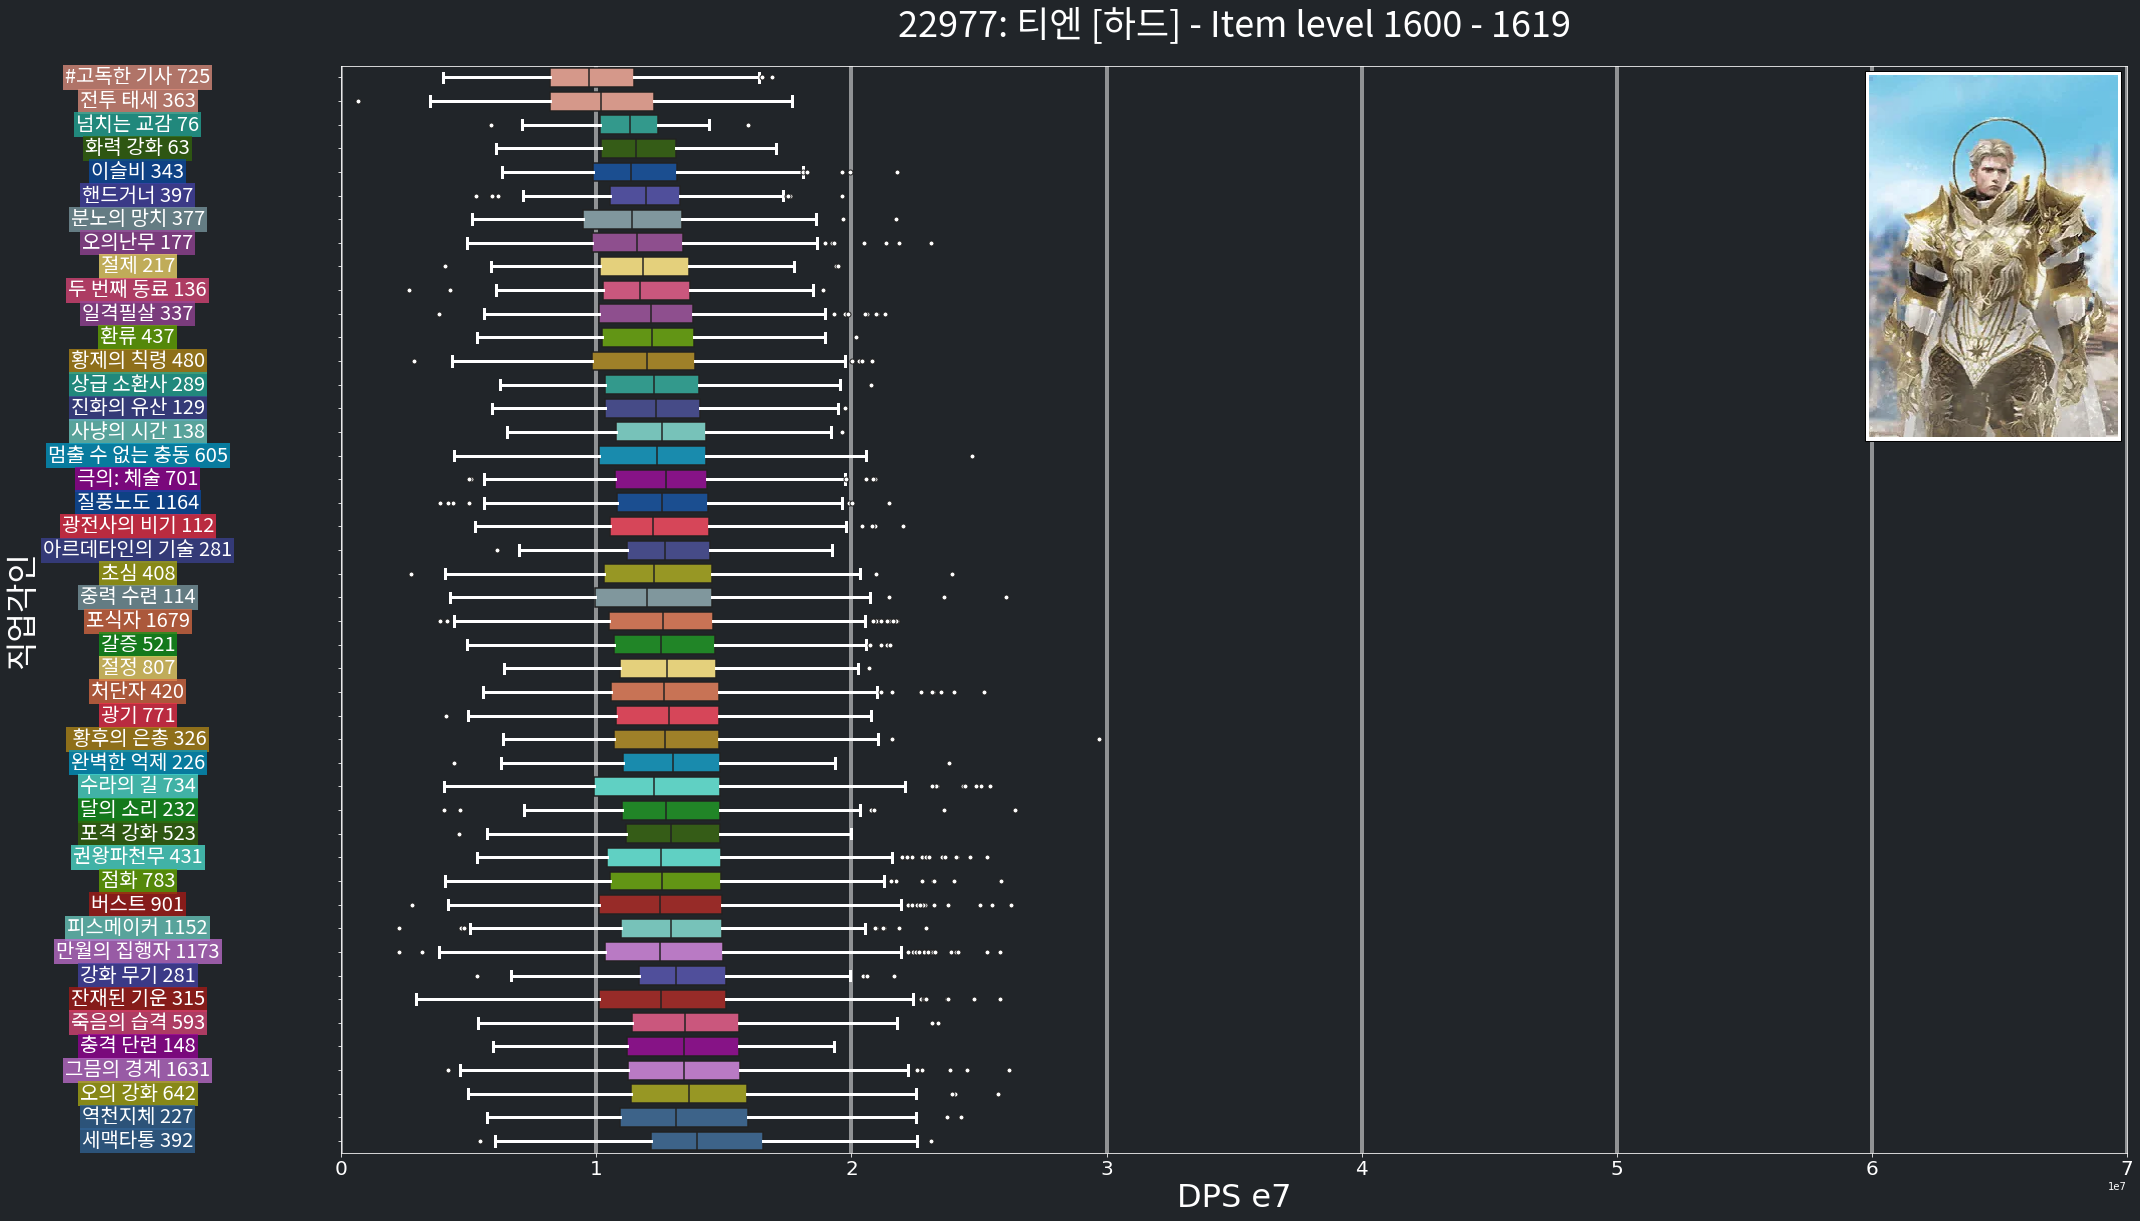 22977: 티엔 [하드] - Item level 1600 - 1619
#고독한 기사 725
전투 태세 363
넘치는 교감 76
화력 강화 63
이슬비 343
핸드거너 397
분노의 망치 377
오의난무 177
절제 217
두 번째 동료 136
일격필살 337
환류 437
황제의 칙령 480
상급 소환사 289
진화의 유산 129
사냥의 시간 138
멈출 수 없는 충동 605
극의: 체술 701
질풍노도 1164
광전사의 비기 112
아르데타인의 기술 281
초심 408
중력 수련 114
포식자 1679
갈증 521
절정 807
처단자 420
광기 771
황후의 은총 326
완벽한 억제 226
수라의 길 734
달의 소리 232
포격 강화 523
권왕파천무 431
점화 783
버스트 901
피스메이커 1152
만월의 집행자 1173
강화 무기 281
잔재된 기운 315
죽음의 습격 593
충격 단련 148
그믐의 경계 1631
오의 강화 642
역천지체 227
세맥타통 392
직업각인
0 1 2 3 4 5 6 7
1e7
DPS e7